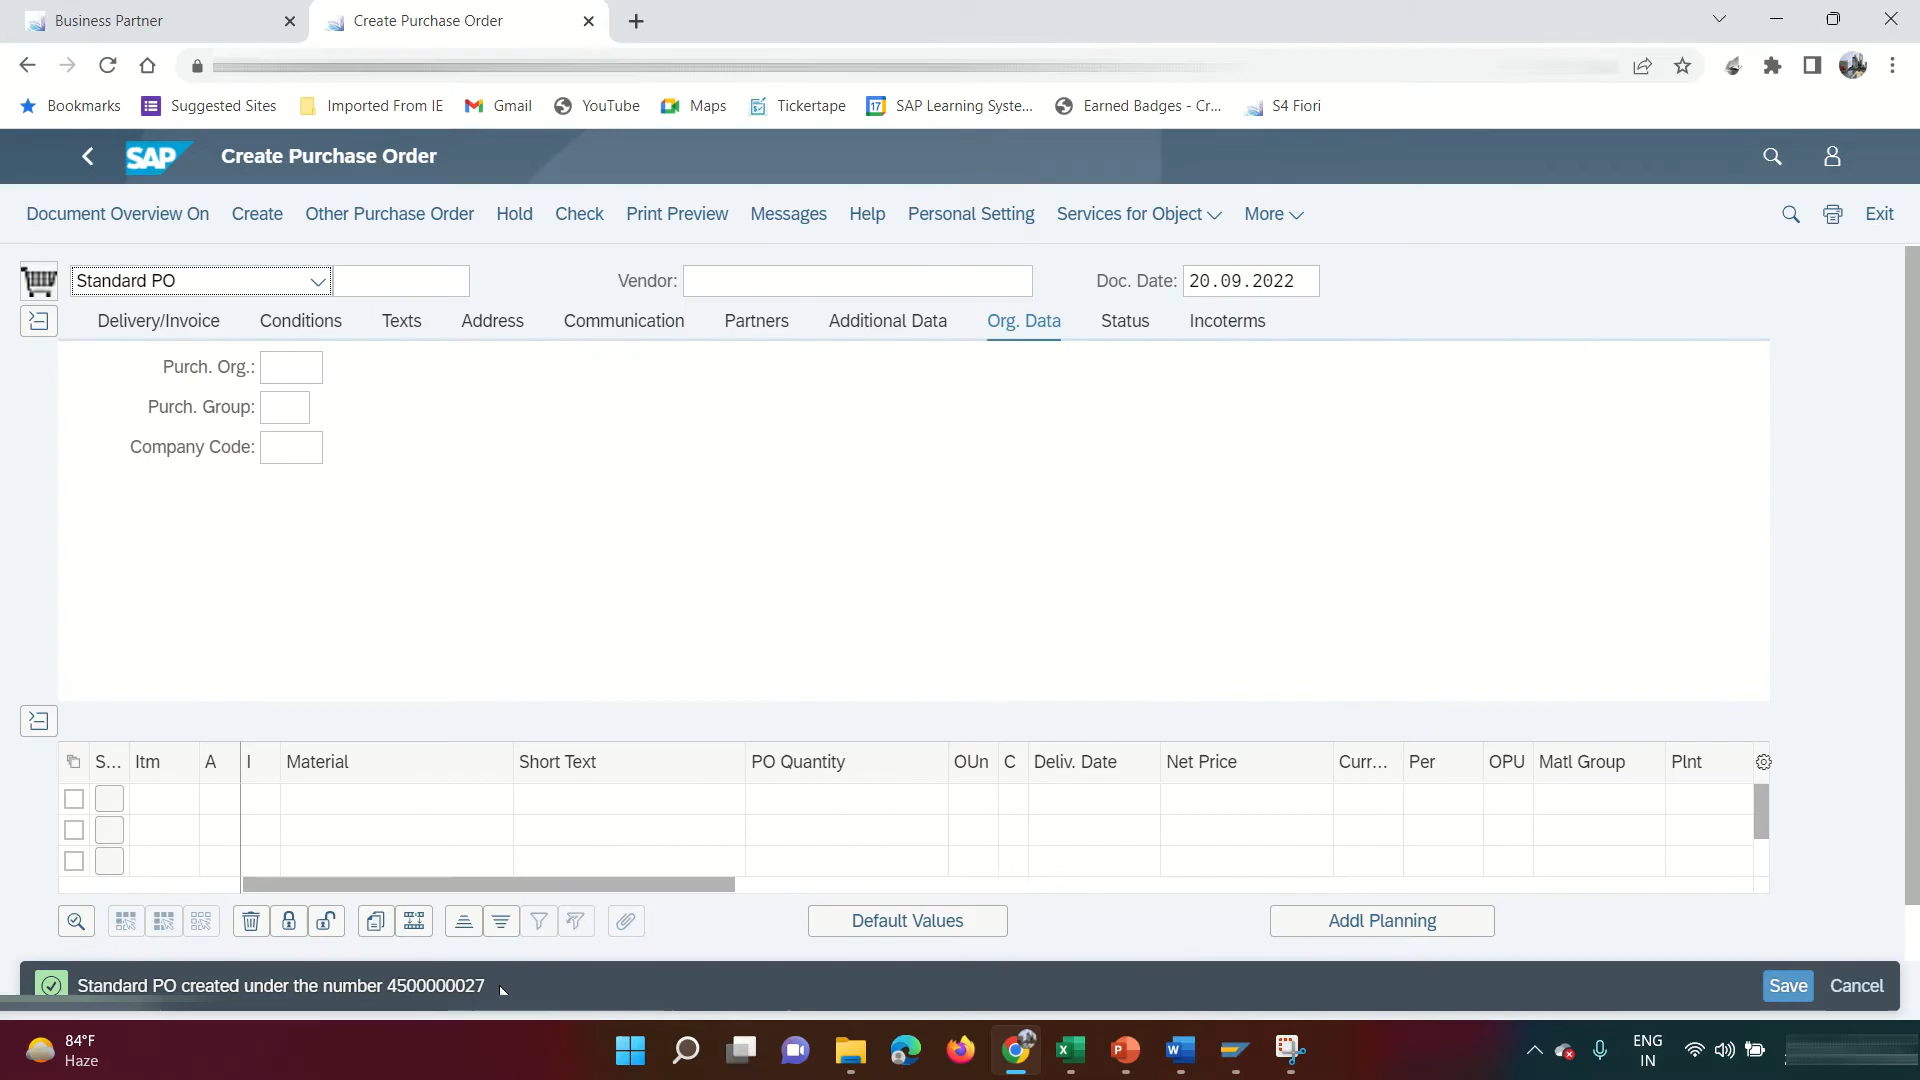 Business Partner
Create Purchase Order
Bookmarks Suggested Sites Imported From IE Gmail YouTube Maps Tickertape 17 SAP Learning Syste... Earned Badges - Cr... S4 Fiori
SAP Create Purchase Order
Document Overview On Create Other Purchase Order Hold Check Print Preview Messages Help Personal Setting Services for Object More Exit
Standard PO Vendor: Doc. Date: 20.09.2022
Delivery/Invoice Conditions Texts Address Communication Partners Additional Data Org. Data Status Incoterms
Purch. Org.:
Purch. Group:
Company Code:
S... Itm A I Material Short Text PO Quantity OUn C Deliv. Date Net Price Curr... Per OPU Matl Group Plnt
Default Values Addl Planning
Standard PO created under the number 4500000027 Save Cancel
84°F
Haze
ENG
IN